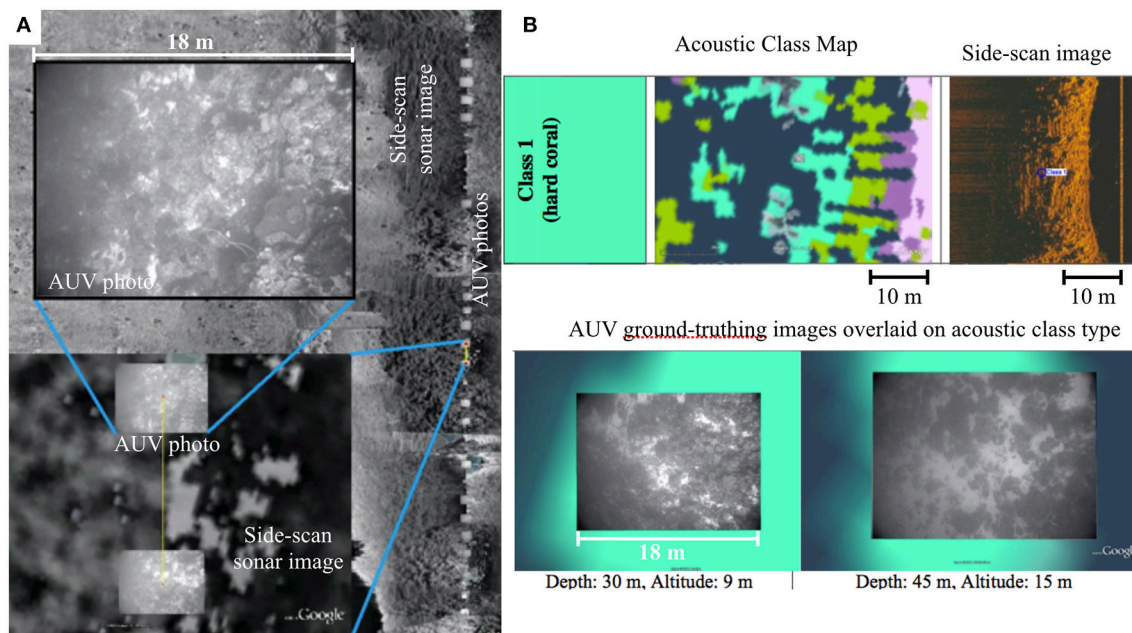 A
18 m
AUV photo
Side-scan
sonar image
AUV photos
AUV photo
Side-scan
sonar image
Google
B
Acoustic Class Map
Side-scan image
Class 1
(hard coral)
Class 1
10 m
10 m
AUV ground-truthing images overlaid on acoustic class type
18 m
Google
Depth: 30 m, Altitude: 9 m
Depth: 45 m, Altitude: 15 m